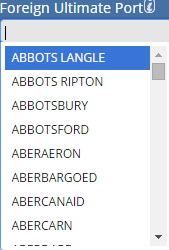 Foreign Ultimate Port
ABBOTS LANGLE
ABBOTS RIPTON
ABBOTSBURY
ABBOTSFORD
ABERAERON
ABERBARGOED
ABERCANAID
ABERCARN